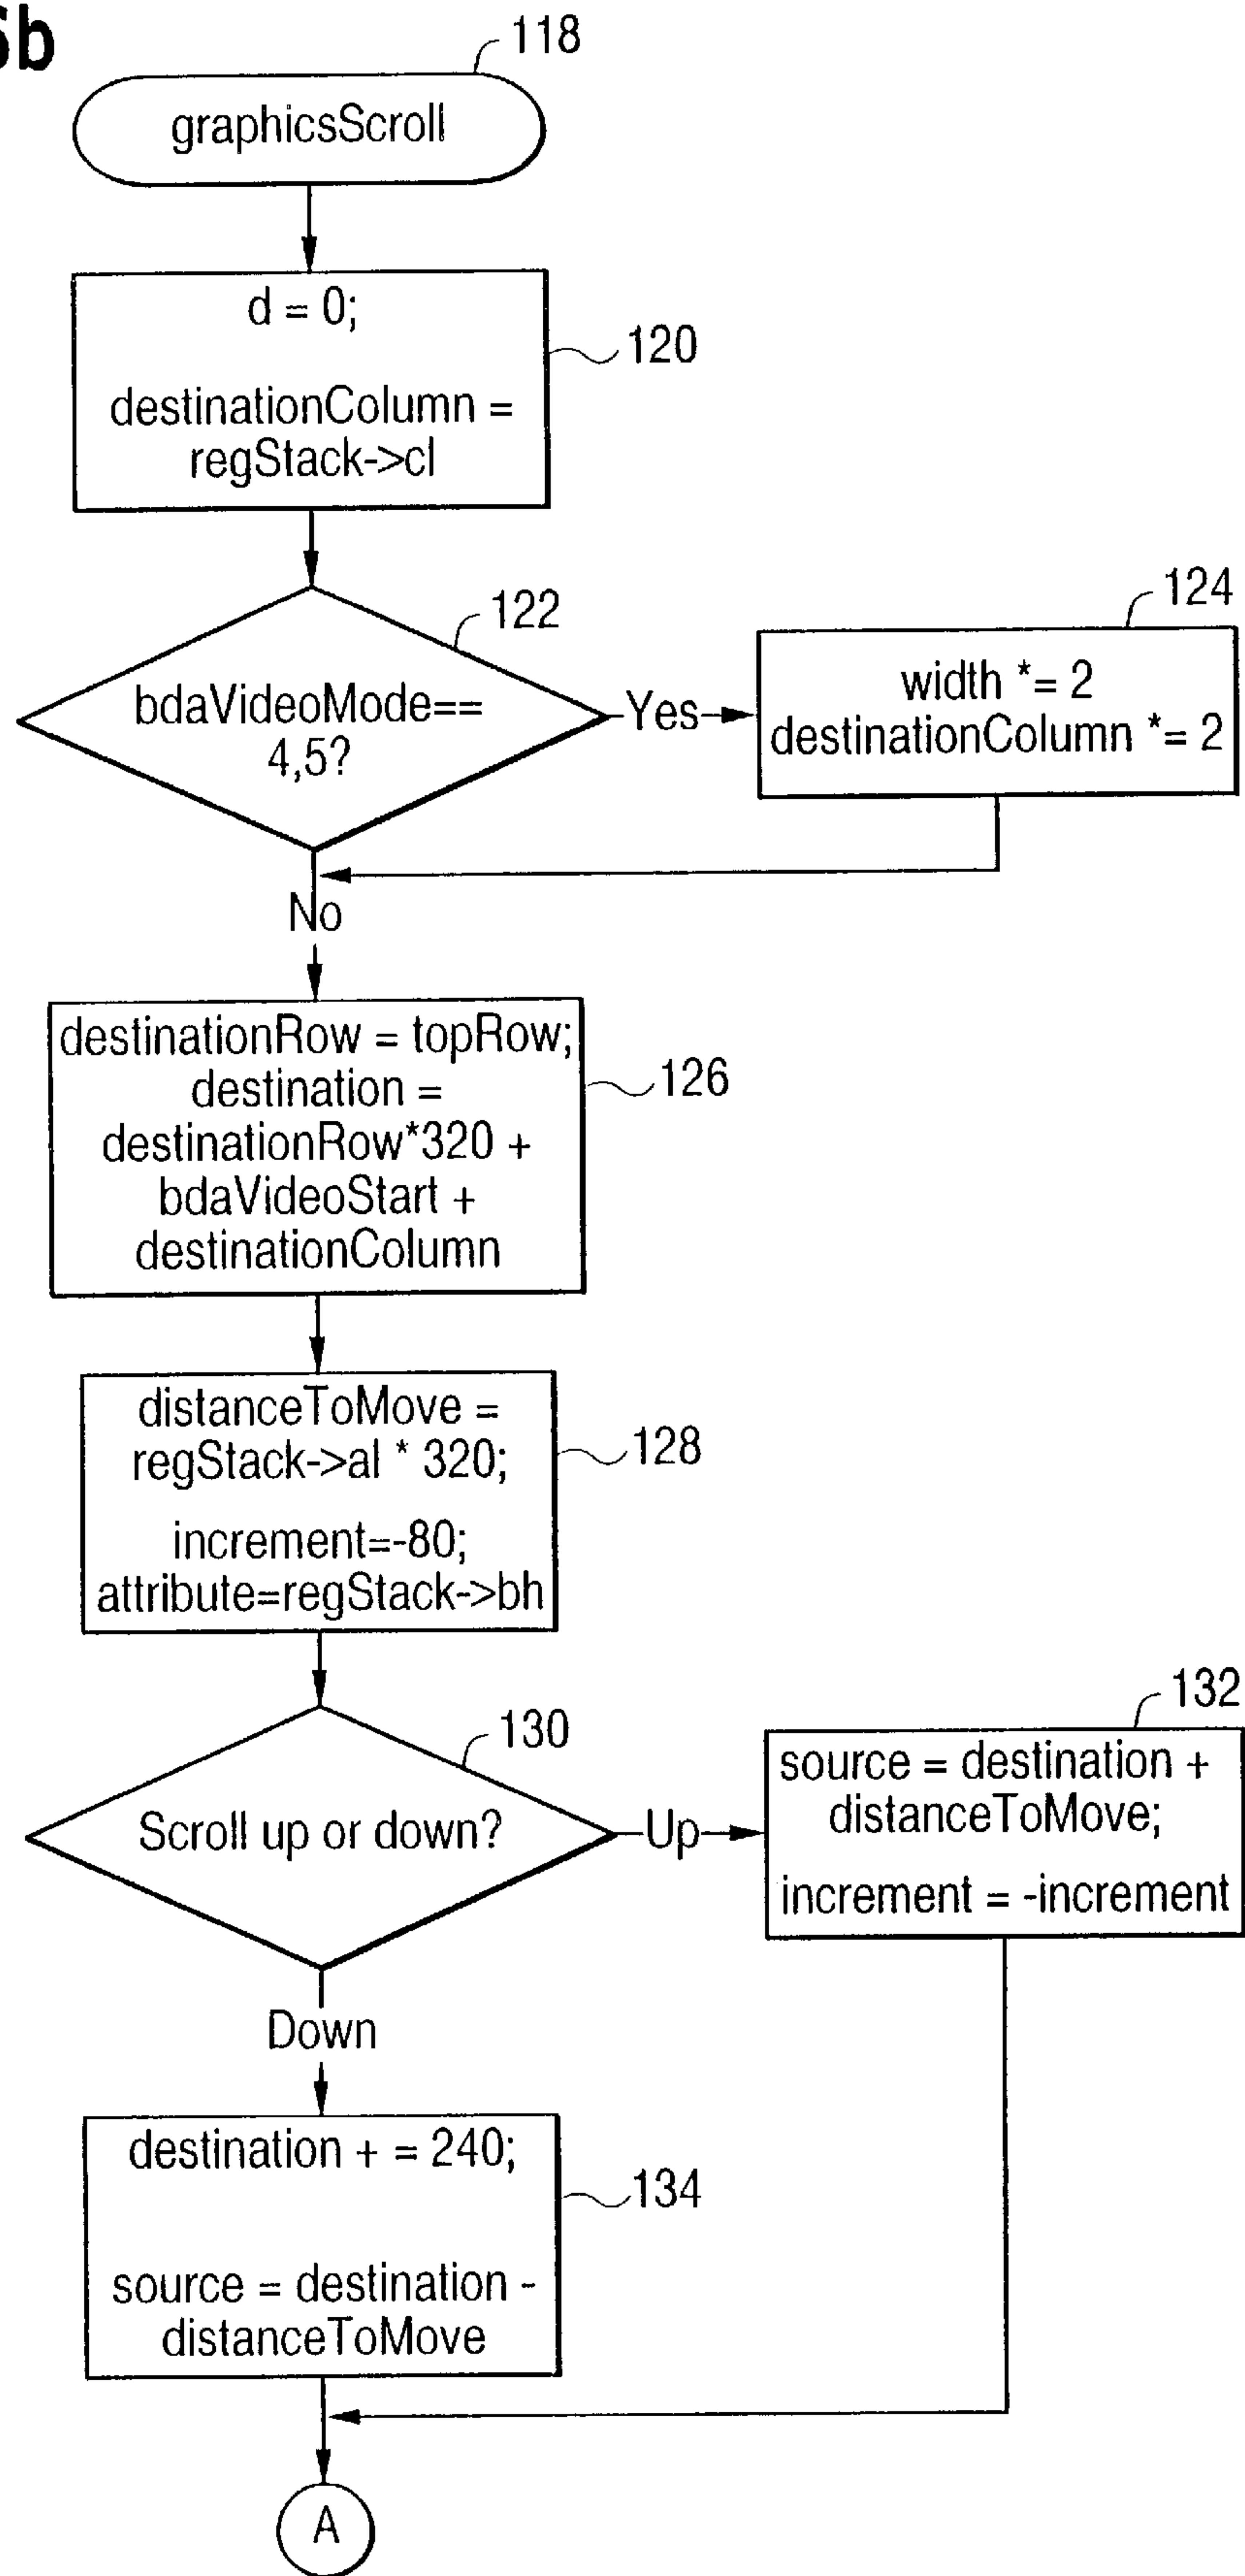 6b
118
graphicsScroll
d = 0;
120
destinationColumn =
regStack->cl
122
bdaVideoMode==
4,5?
Yes
124
width *= 2
destinationColumn *= 2
No
destinationRow = topRow;
destination =
126
destinationRow*320 +
bdaVideoStart +
destinationColumn
distanceToMove =
regStack->al * 320;
128
increment=-80;
attribute=regStack->bh
130
Scroll up or down?
Up
132
source = destination +
distanceToMove;
increment = -increment
Down
destination + = 240;
134
source = destination -
distanceToMove
A